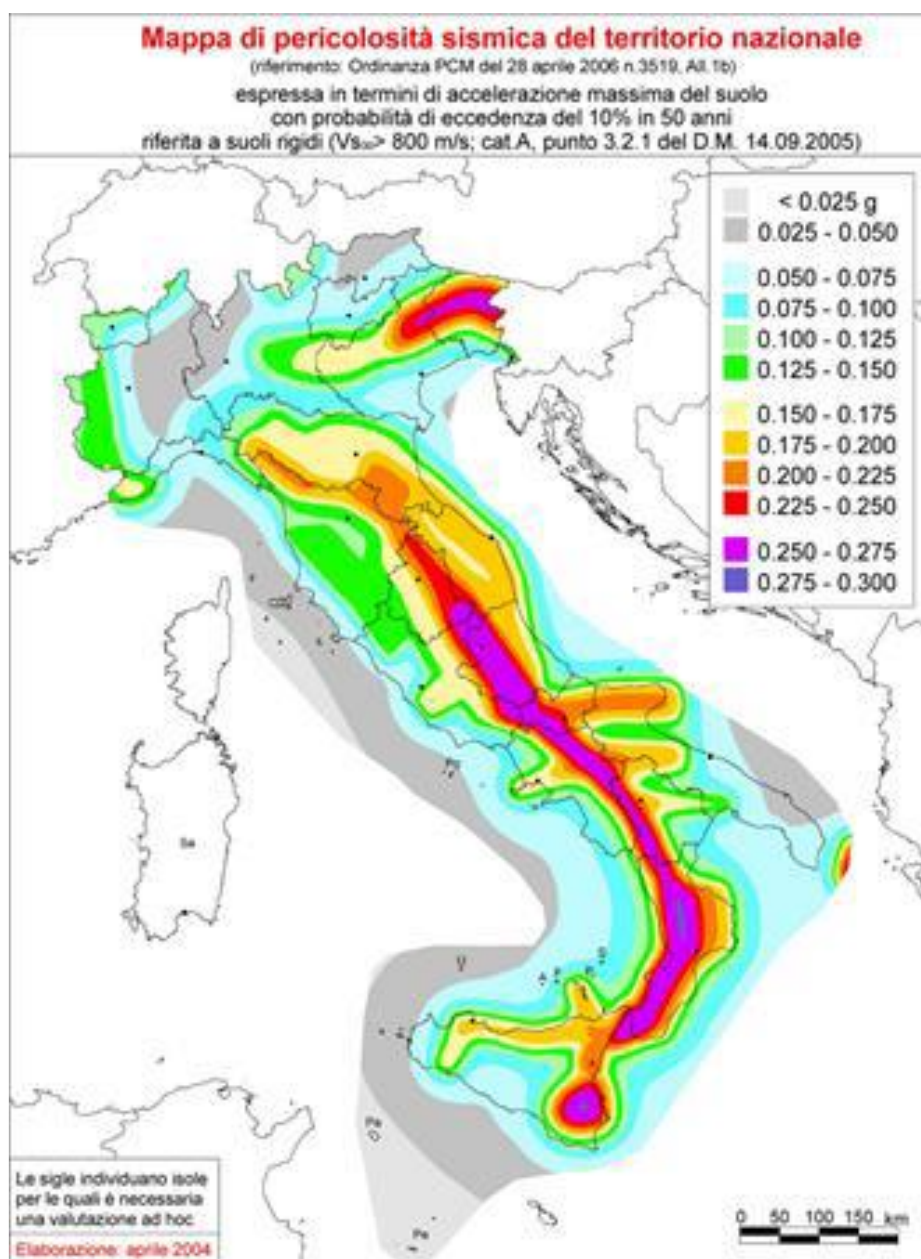 Mappa di pericolosità sismica del territorio nazionale
(riferimento: Ordinanza PCM del 28 aprile 2006 n.3519, All.1b)
espressa in termini di accelerazione massima del suolo
con probabilità di eccedenza del 10% in 50 anni
riferita a suoli rigidi (Vs₃₀> 800 m/s; cat.A, punto 3.2.1 del D.M. 14.09.2005)
< 0.025 g
0.025 - 0.050
0.050 - 0.075
0.075 - 0.100
0.100 - 0.125
0.125 - 0.150
0.150 - 0.175
0.175 - 0.200
0.200 - 0.225
0.225 - 0.250
0.250 - 0.275
0.275 - 0.300
Sa
U
A
Pa
Pe
Le sigle individuano isole
per le quali è necessaria
una valutazione ad hoc
Elaborazione: aprile 2004
0 50 100 150 km